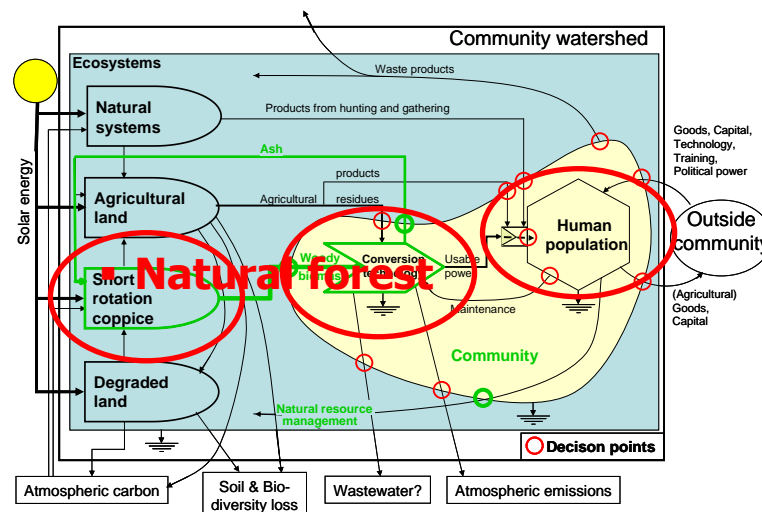 Community watershed
Ecosystems
Waste products
Natural
systems
Products from hunting and gathering
Goods, Capital,
Technology,
Training,
Political power
Ash
products
Solar energy
Agricultural
land
Agricultural
residues
Human
population
Outside
community
• Natural forest
Woody
biomass
Conversion
technology
Usable
power
Short
rotation
coppice
Maintenance
(Agricultural)
Goods,
Capital
Community
Degraded
land
Natural resource
management
Decison points
Atmospheric carbon
Soil & Bio-
diversity loss
Wastewater?
Atmospheric emissions